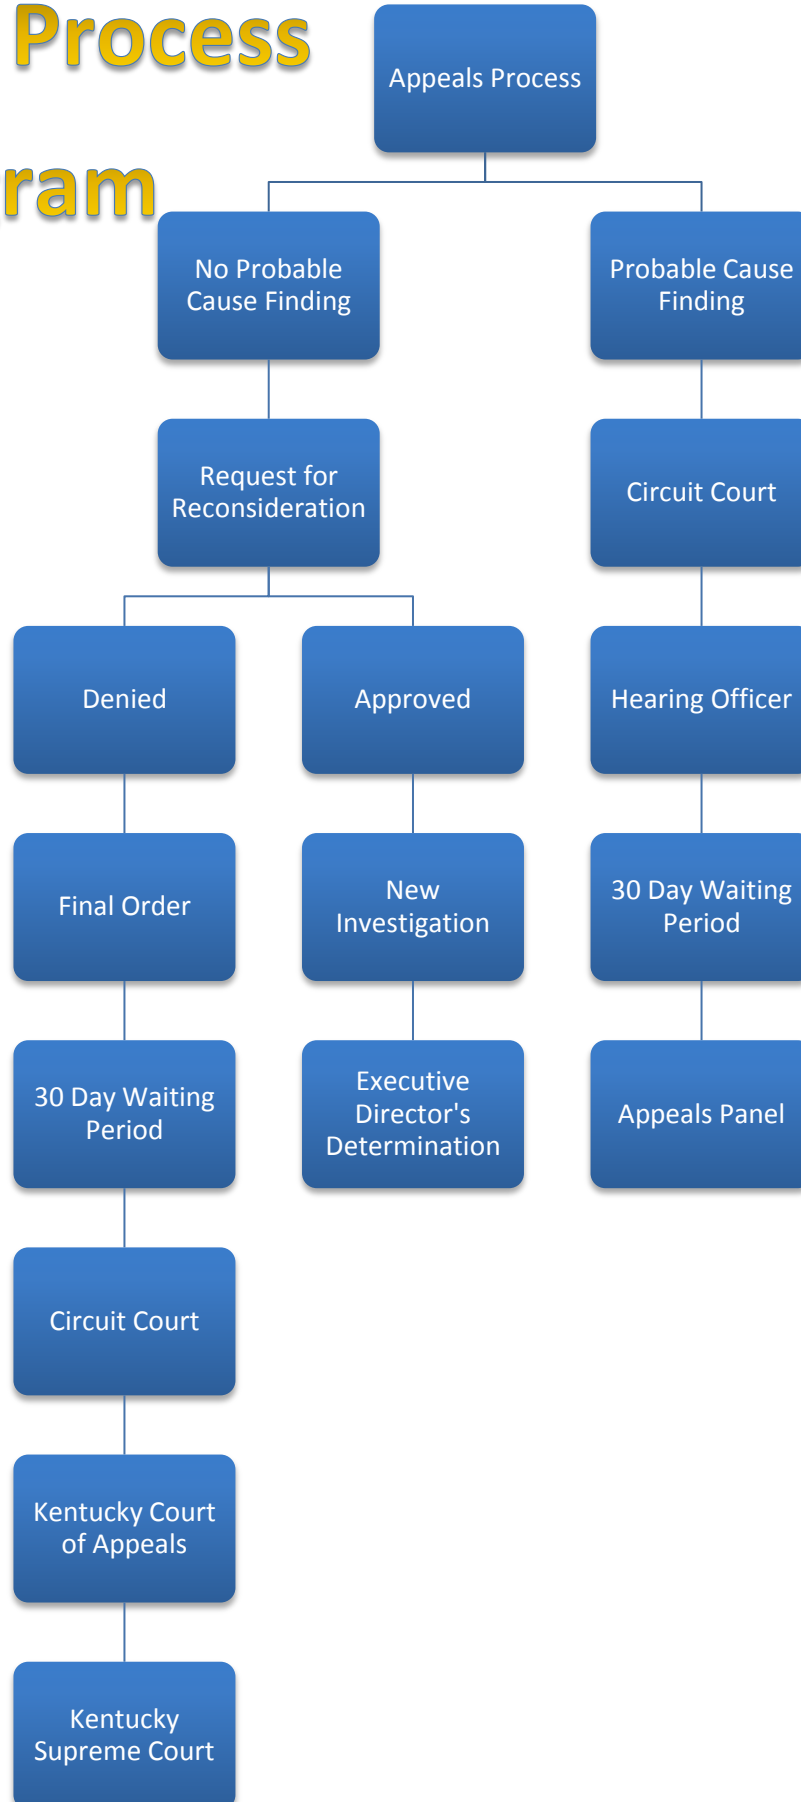 Process
ram
Appeals Process
No Probable
Cause Finding
Probable Cause
Finding
Request for
Reconsideration
Circuit Court
Denied
Approved
Hearing Officer
Final Order
New
Investigation
30 Day Waiting
Period
30 Day Waiting
Period
Executive
Director's
Determination
Appeals Panel
Circuit Court
Kentucky Court
of Appeals
Kentucky
Supreme Court